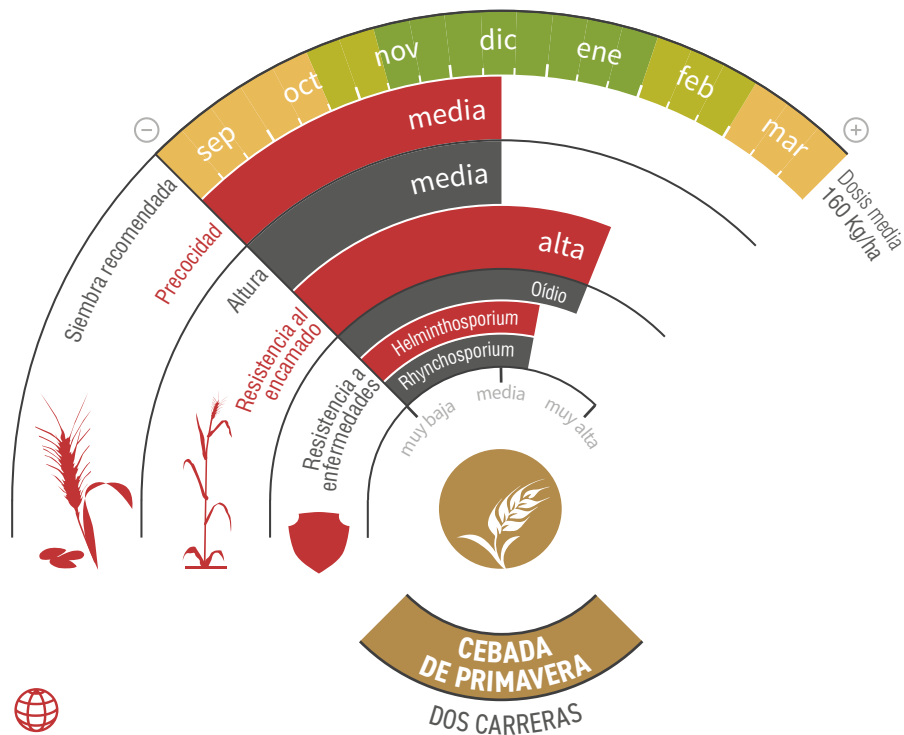 sep
oct
nov
dic
ene
feb
mar
−
+
Dosis media
160 Kg/ha
Siembra recomendada
Precocidad
media
Altura
media
Resistencia al
encamado
alta
Resistencia a
enfermedades
Oídio
Helminthosporium
Rhynchosporium
muy baja
media
muy alta
CEBADA
DE PRIMAVERA
DOS CARRERAS